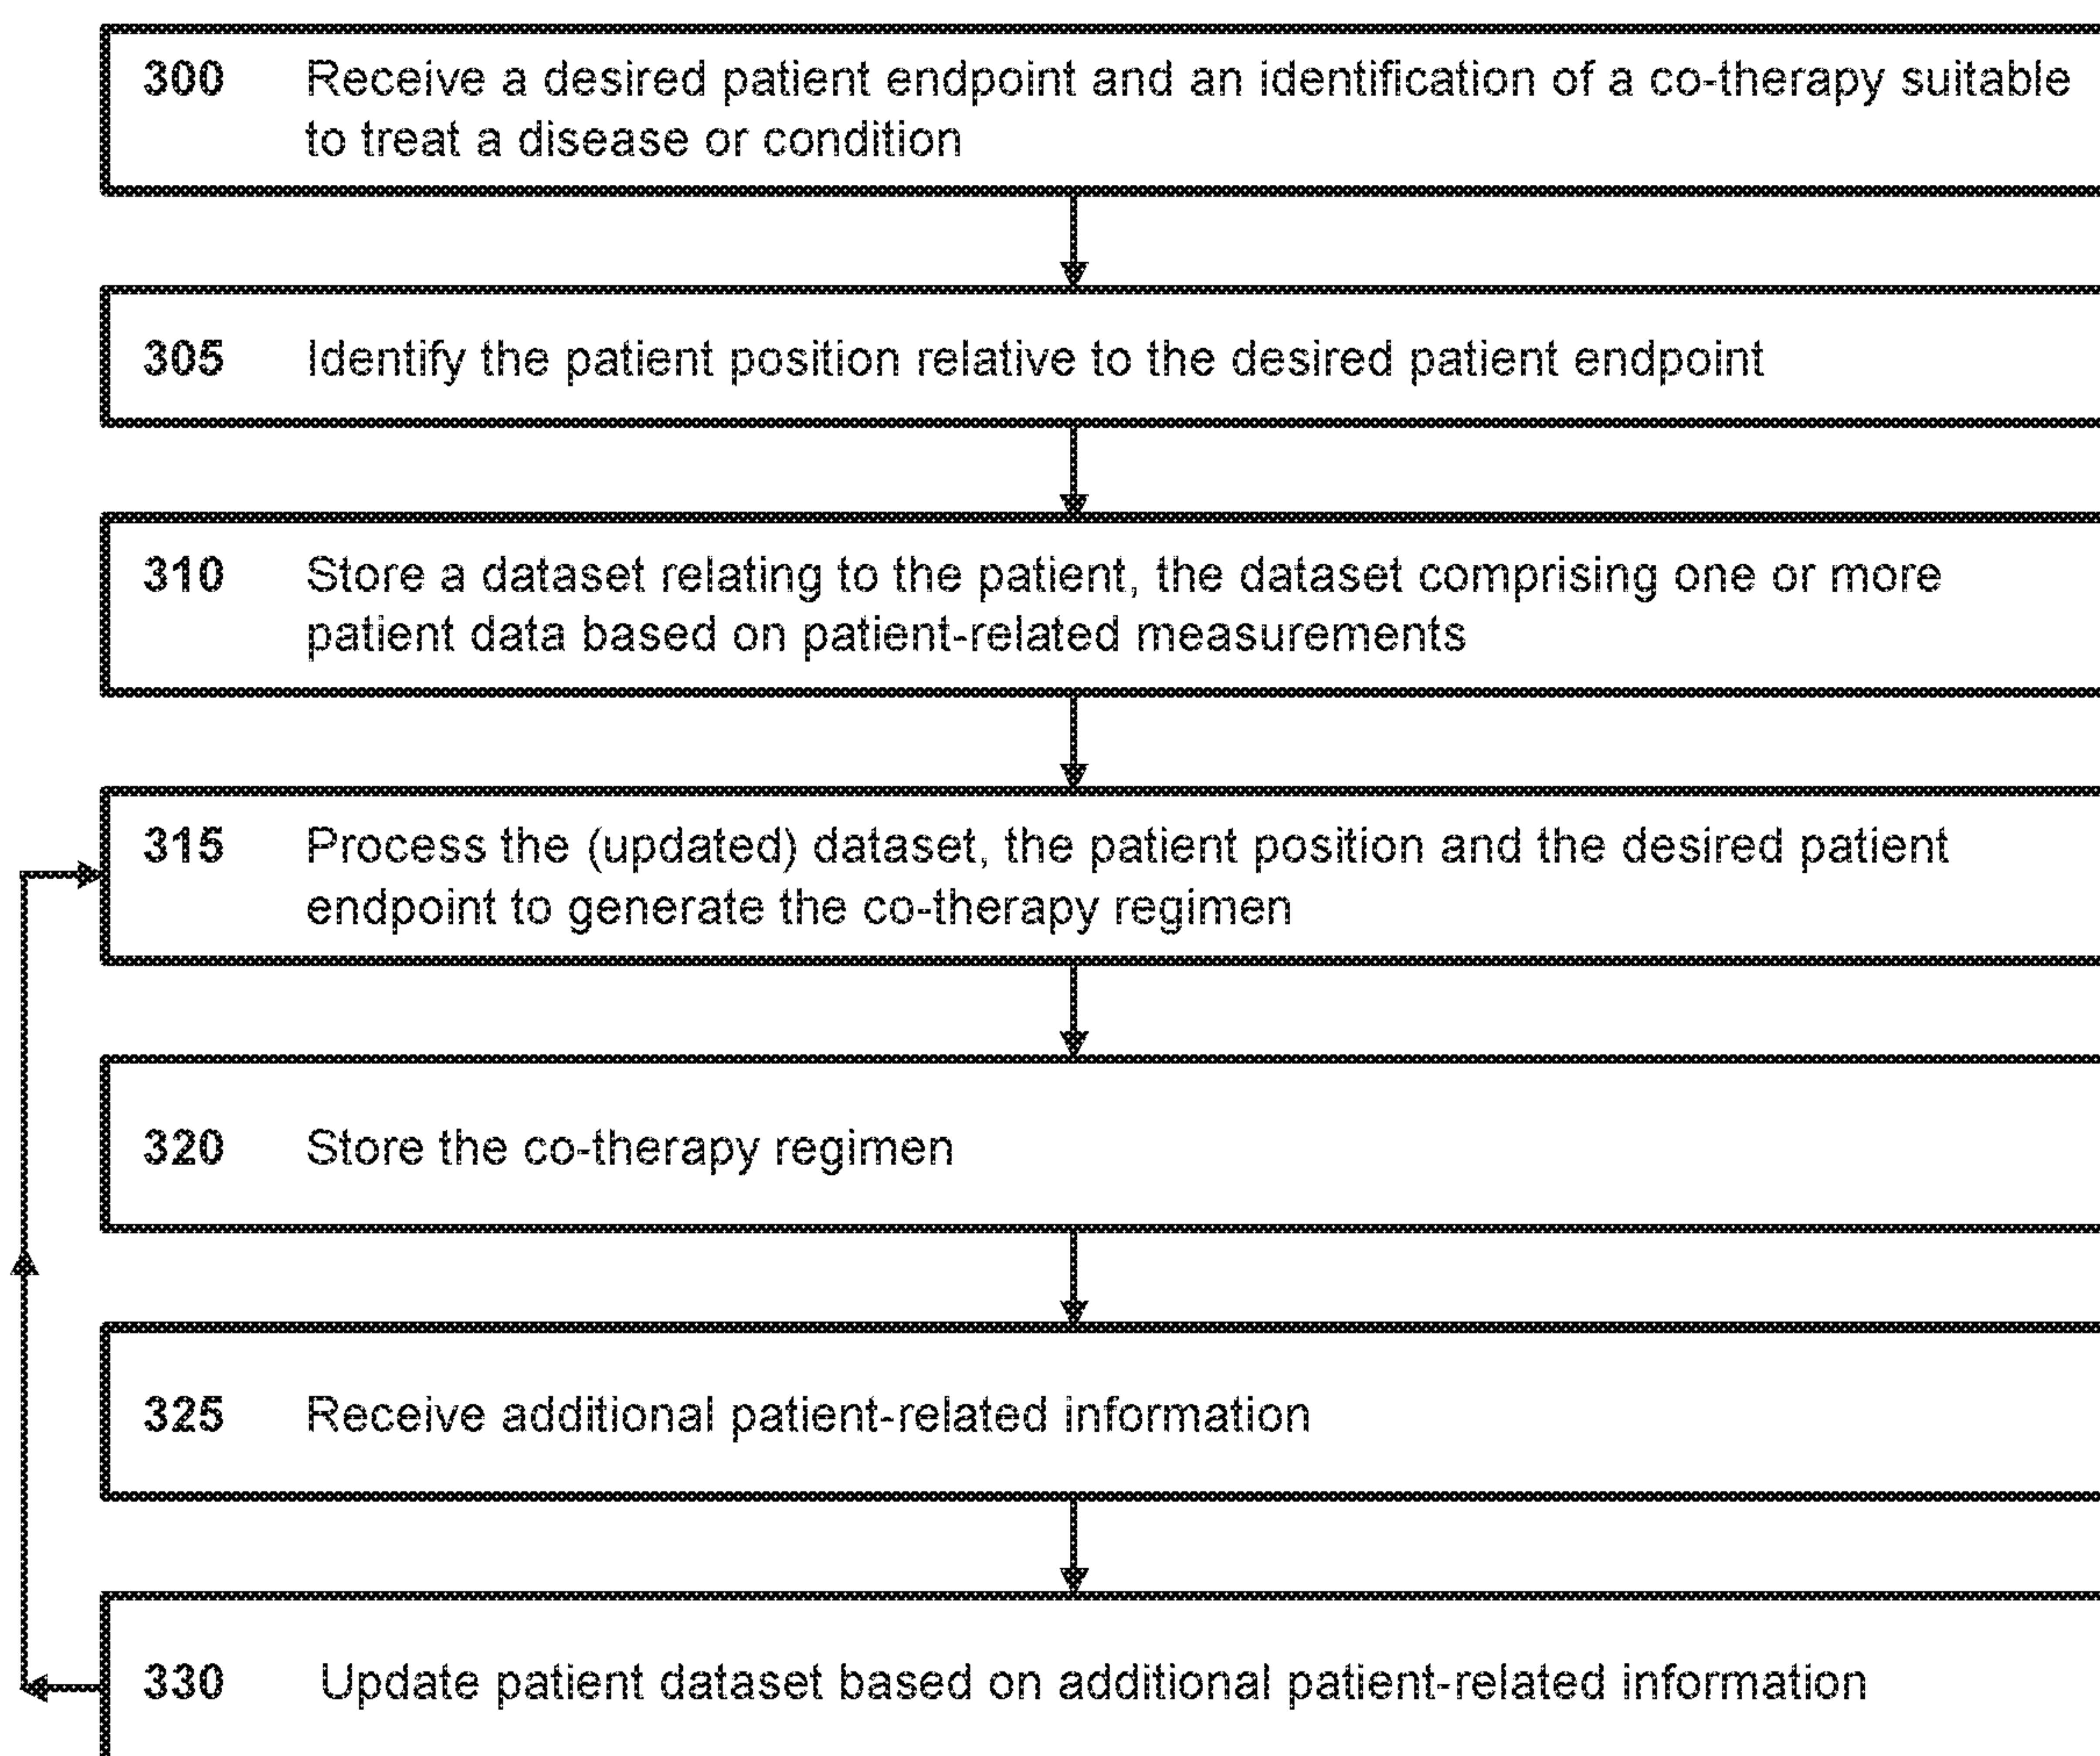 300 Receive a desired patient endpoint and an identification of a co-therapy suitable
to treat a disease or condition
305 Identify the patient position relative to the desired patient endpoint
310 Store a dataset relating to the patient, the dataset comprising one or more
patient data based on patient-related measurements
315 Process the (updated) dataset, the patient position and the desired patient
endpoint to generate the co-therapy regimen
320 Store the co-therapy regimen
325 Receive additional patient-related information
330 Update patient dataset based on additional patient-related information